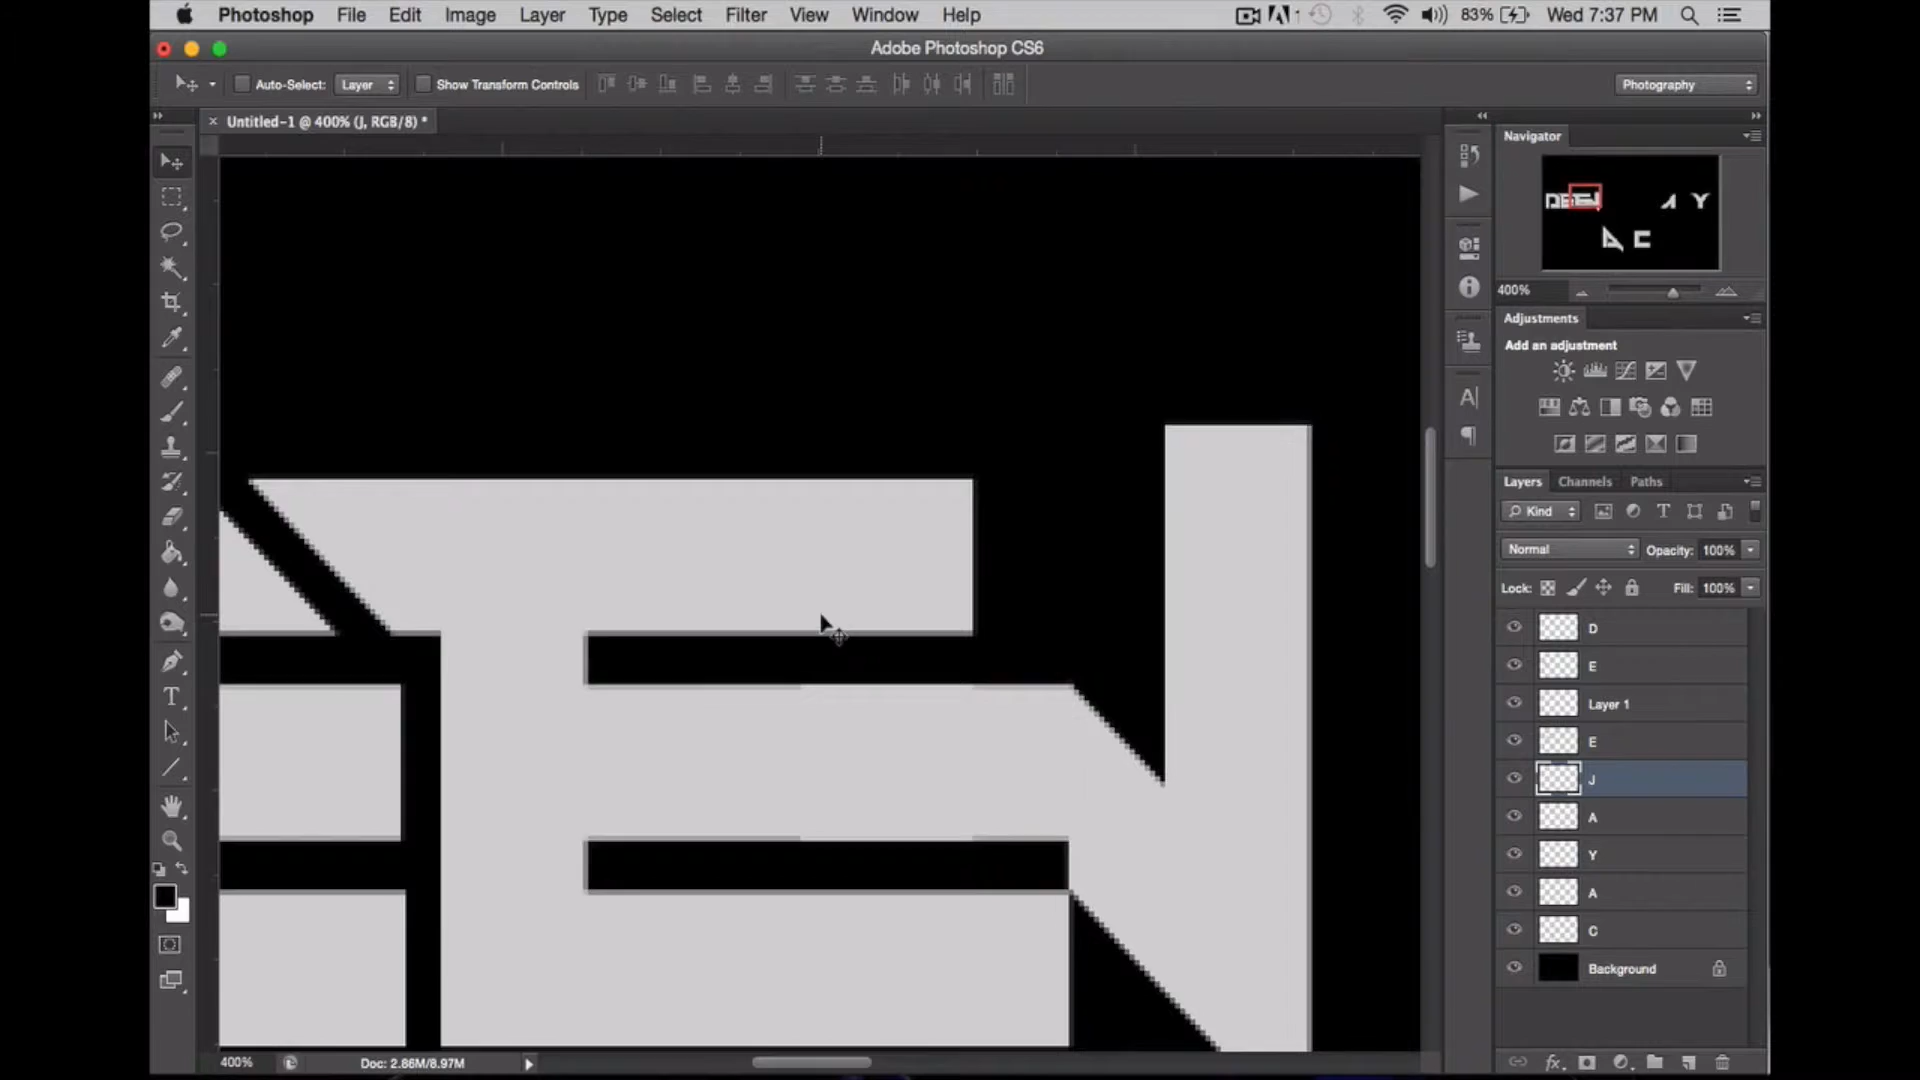 Photoshop File Edit Image Layer Type Select Filter View Window Help 83% Wed 7:37 PM
Adobe Photoshop CS6
Auto-Select: Layer Show Transform Controls Photography
× Untitled-1 @ 400% (J, RGB/8) *
Navigator
400%
Adjustments
Add an adjustment
Layers Channels Paths
Kind
Normal Opacity: 100%
Lock: Fill: 100%
D
E
Layer 1
E
J
A
Y
A
C
Background
400% Doc: 2.86M/8.97M